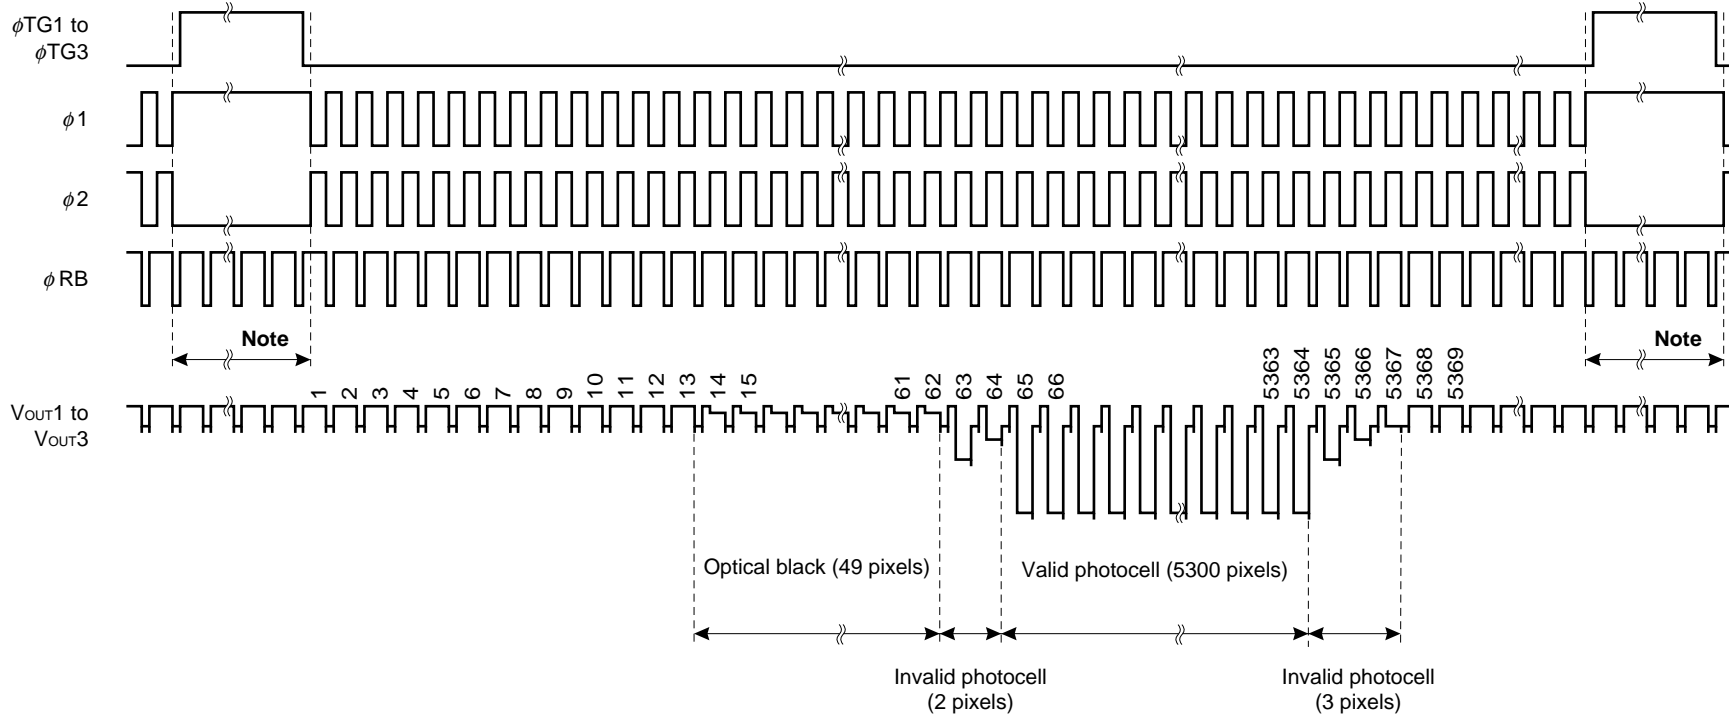 ϕTG1 to
ϕTG3
ϕ1
ϕ2
ϕRB
Note
Note
VOUT1 to
VOUT3
1 2 3 4 5 6 7 8 9 10 11 12 13 14 15 61 62 63 64 65 66 5363 5364 5365 5366 5367 5368 5369
Optical black (49 pixels)
Valid photocell (5300 pixels)
Invalid photocell
(2 pixels)
Invalid photocell
(3 pixels)